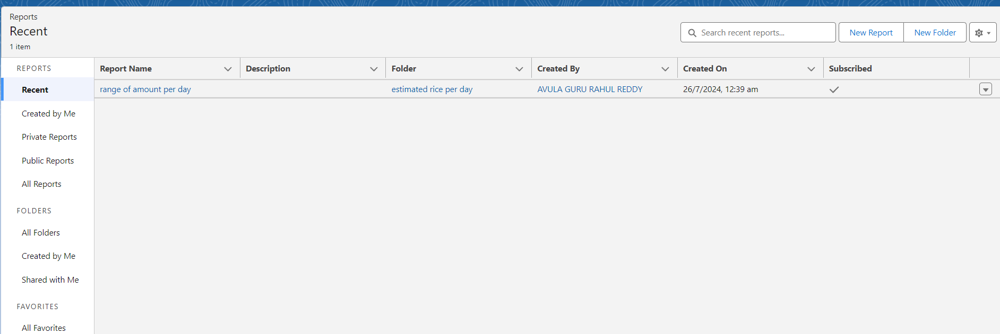 Reports
Recent
1 item
Search recent reports...
New Report
New Folder
REPORTS
Recent
Created by Me
Private Reports
Public Reports
All Reports
FOLDERS
All Folders
Created by Me
Shared with Me
FAVORITES
All Favorites
Report Name Description Folder Created By Created On Subscribed
range of amount per day estimated rice per day AVULA GURU RAHUL REDDY 26/7/2024, 12:39 am